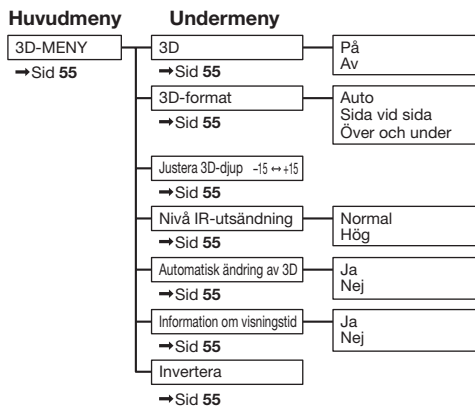 Huvudmeny Undermeny
3D-MENY 3D På
Av
➞Sid 55 ➞Sid 55
3D-format Auto
Sida vid sida
Över och under
➞Sid 55
Justera 3D-djup -15 ↔ +15
➞Sid 55
Nivå IR-utsändning Normal
Hög
➞Sid 55
Automatisk ändring av 3D Ja
Nej
➞Sid 55
Information om visningstid Ja
Nej
➞Sid 55
Invertera
➞Sid 55